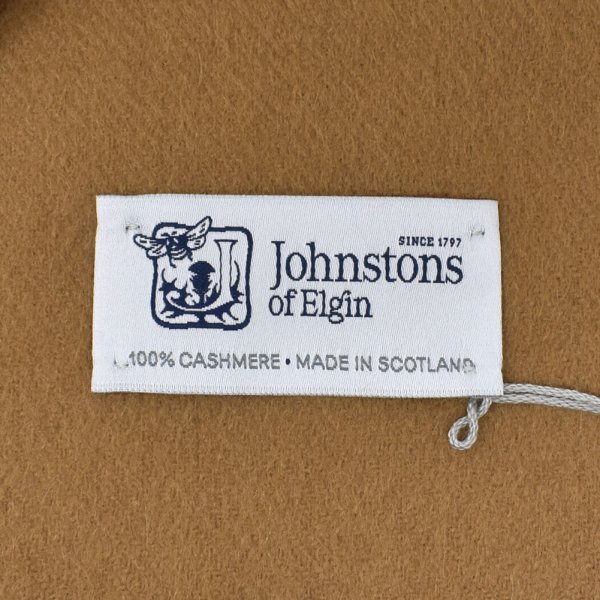 SINCE 1797
Johnstons
of Elgin
100% CASHMERE • MADE IN SCOTLAND